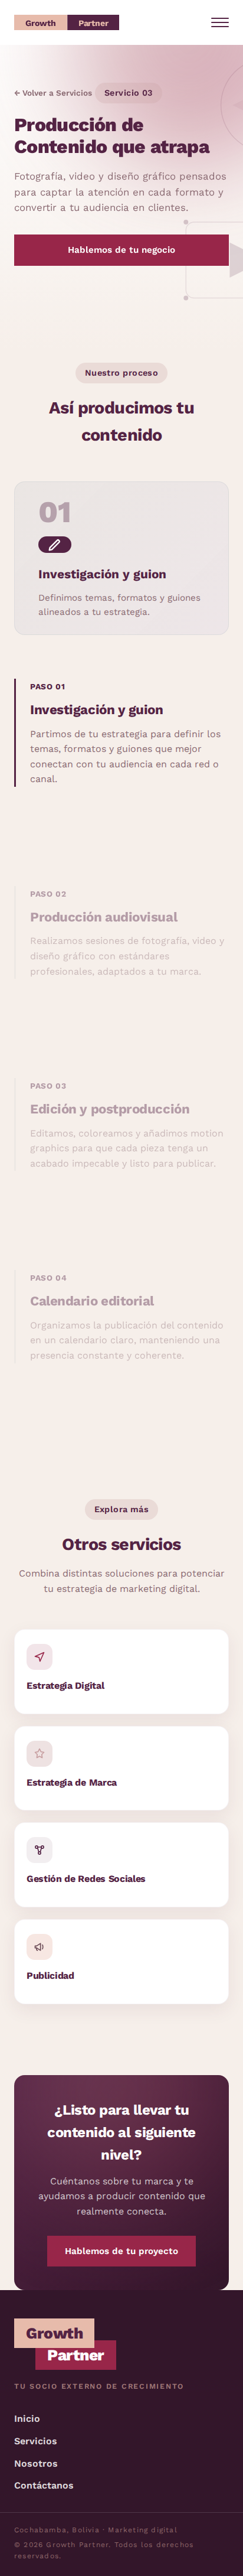 Growth Partner
← Volver a Servicios Servicio 03
Producción de
Contenido que atrapa
Fotografía, video y diseño gráfico pensados
para captar la atención en cada formato y
convertir a tu audiencia en clientes.
Hablemos de tu negocio
Nuestro proceso
Así producimos tu
contenido
01
Investigación y guion
Definimos temas, formatos y guiones
alineados a tu estrategia.
PASO 01
Investigación y guion
Partimos de tu estrategia para definir los
temas, formatos y guiones que mejor
conectan con tu audiencia en cada red o
canal.
PASO 02
Producción audiovisual
Realizamos sesiones de fotografía, video y
diseño gráfico con estándares
profesionales, adaptados a tu marca.
PASO 03
Edición y postproducción
Editamos, coloreamos y añadimos motion
graphics para que cada pieza tenga un
acabado impecable y listo para publicar.
PASO 04
Calendario editorial
Organizamos la publicación del contenido
en un calendario claro, manteniendo una
presencia constante y coherente.
Explora más
Otros servicios
Combina distintas soluciones para potenciar
tu estrategia de marketing digital.
Estrategia Digital
Estrategia de Marca
Gestión de Redes Sociales
Publicidad
¿Listo para llevar tu
contenido al siguiente
nivel?
Cuéntanos sobre tu marca y te
ayudamos a producir contenido que
realmente conecta.
Hablemos de tu proyecto
Growth
Partner
TU SOCIO EXTERNO DE CRECIMIENTO
Inicio
Servicios
Nosotros
Contáctanos
Cochabamba, Bolivia · Marketing digital
© 2026 Growth Partner. Todos los derechos
reservados.